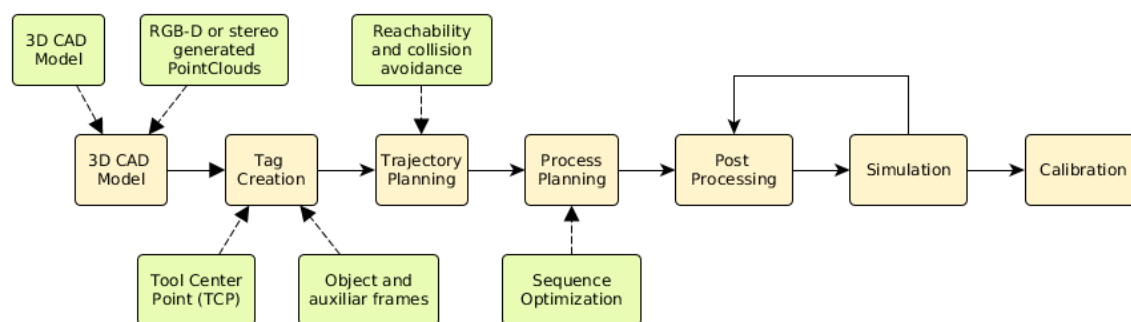 3D CAD
Model
RGB-D or stereo
generated
PointClouds
Reachability
and collision
avoidance
3D CAD
Model
Tag
Creation
Trajectory
Planning
Process
Planning
Post
Processing
Simulation
Calibration
Tool Center
Point (TCP)
Object and
auxiliar frames
Sequence
Optimization